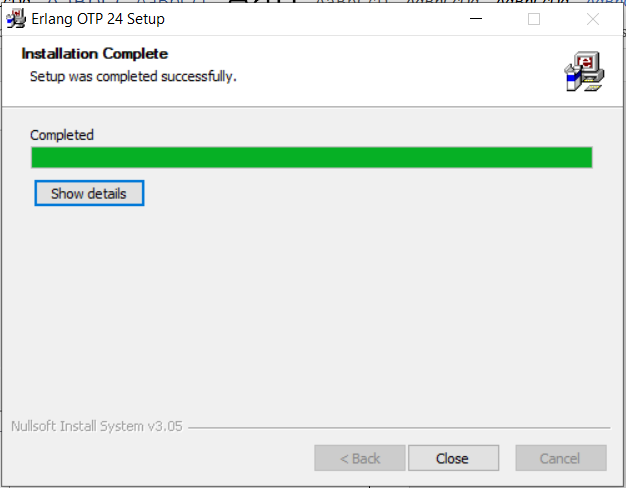 Erlang OTP 24 Setup
Installation Complete
Setup was completed successfully.
Completed
Show details
Nullsoft Install System v3.05
< Back
Close
Cancel